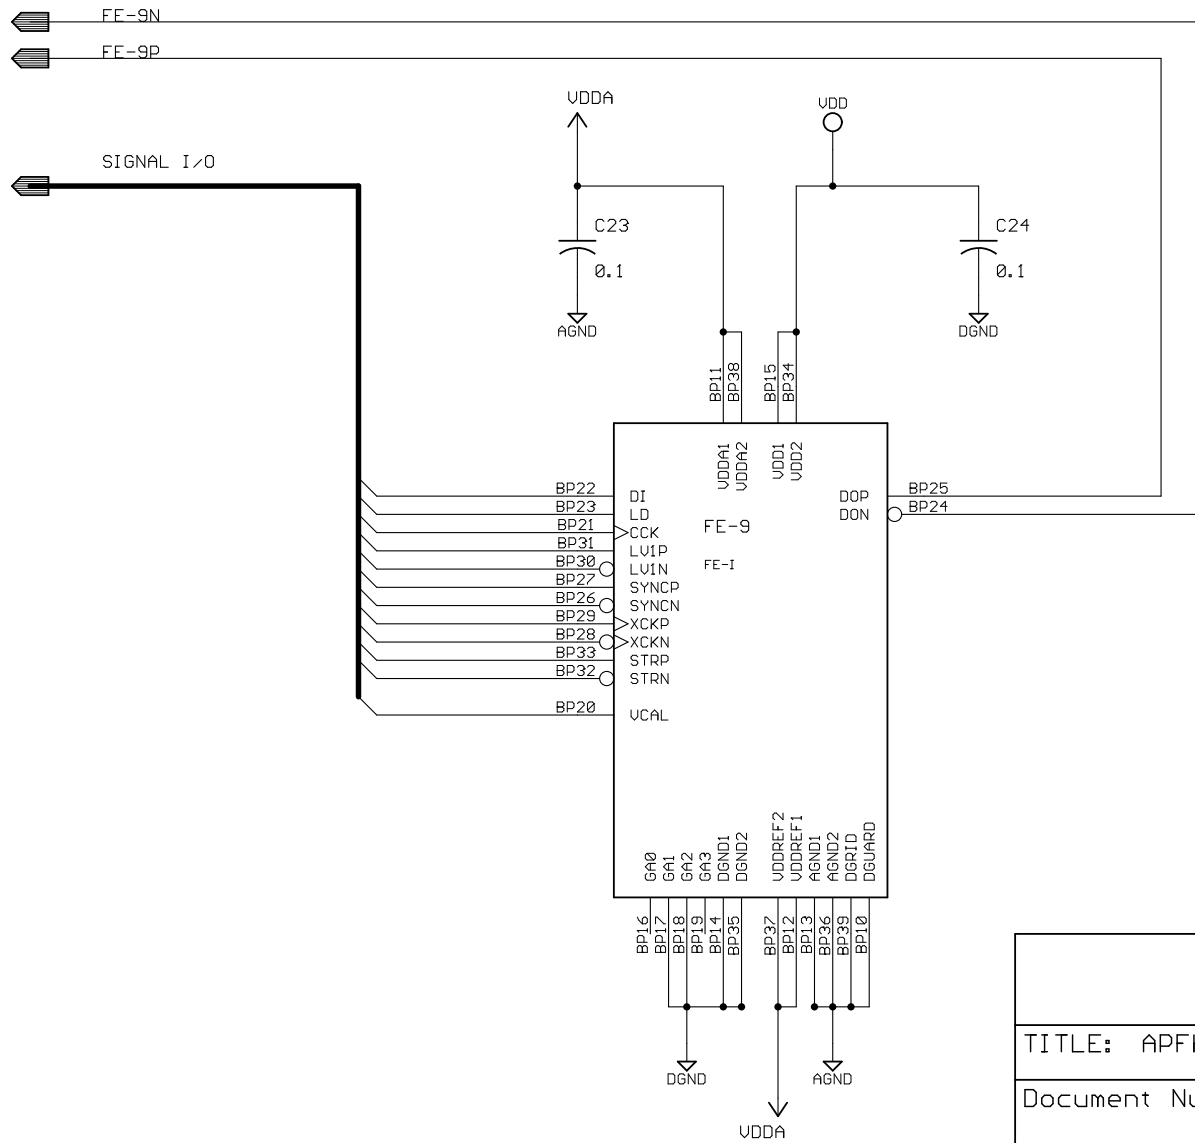 FE-9N
FE-9P
SIGNAL I/O
VDDA
VDD
C23
0.1
AGND
C24
0.1
DGND
BP11
BP38
BP15
BP34
VDDA1
VDDA2
VDD1
VDD2
BP22
BP23
BP21
BP31
BP30
BP27
BP26
BP29
BP28
BP33
BP32
BP20
DI
LD
CCK
LV1P
LV1N
SYNCP
SYNCN
XCKP
XCKN
STRP
STRN
VCAL
FE-9
FE-I
DOP
DON
BP25
BP24
GA0
GA1
GA2
GA3
DGND1
DGND2
VDDREF2
VDDREF1
AGND1
AGND2
DGRID
DGUARD
BP16
BP17
BP18
BP19
BP14
BP35
BP37
BP12
BP13
BP36
BP39
BP10
DGND
AGND
VDDA
TITLE:
Document